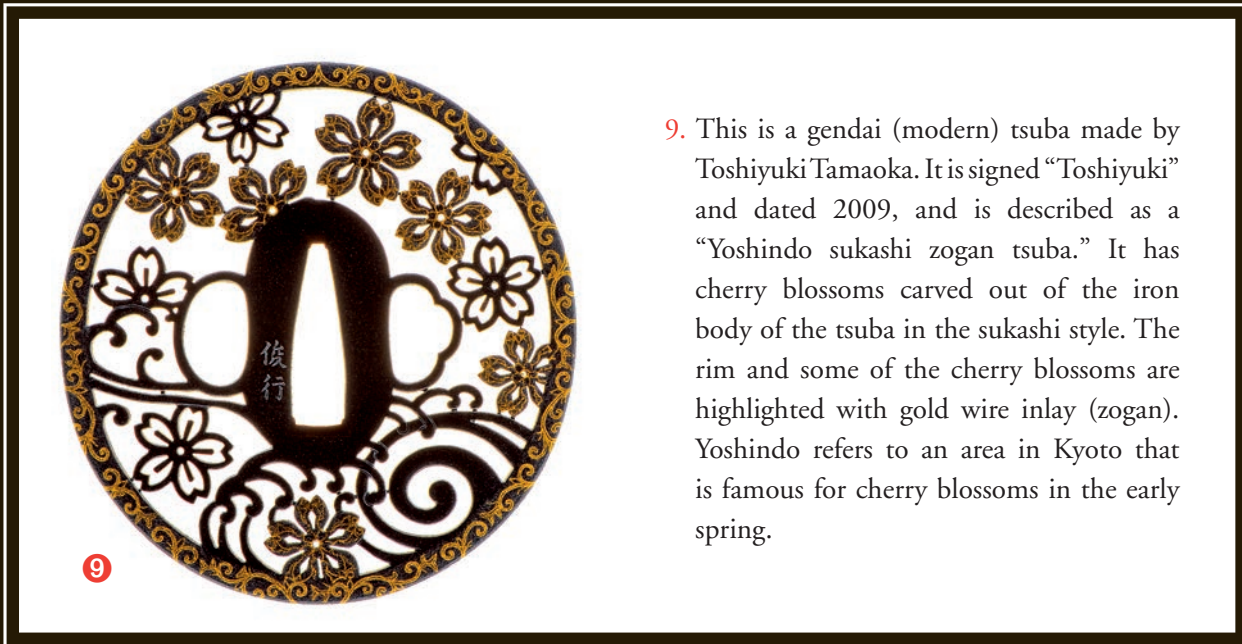 俊行
9
9. This is a gendai (modern) tsuba made by
Toshiyuki Tamaoka. It is signed “Toshiyuki”
and dated 2009, and is described as a
“Yoshindo sukashi zogan tsuba.” It has
cherry blossoms carved out of the iron
body of the tsuba in the sukashi style. The
rim and some of the cherry blossoms are
highlighted with gold wire inlay (zogan).
Yoshindo refers to an area in Kyoto that
is famous for cherry blossoms in the early
spring.